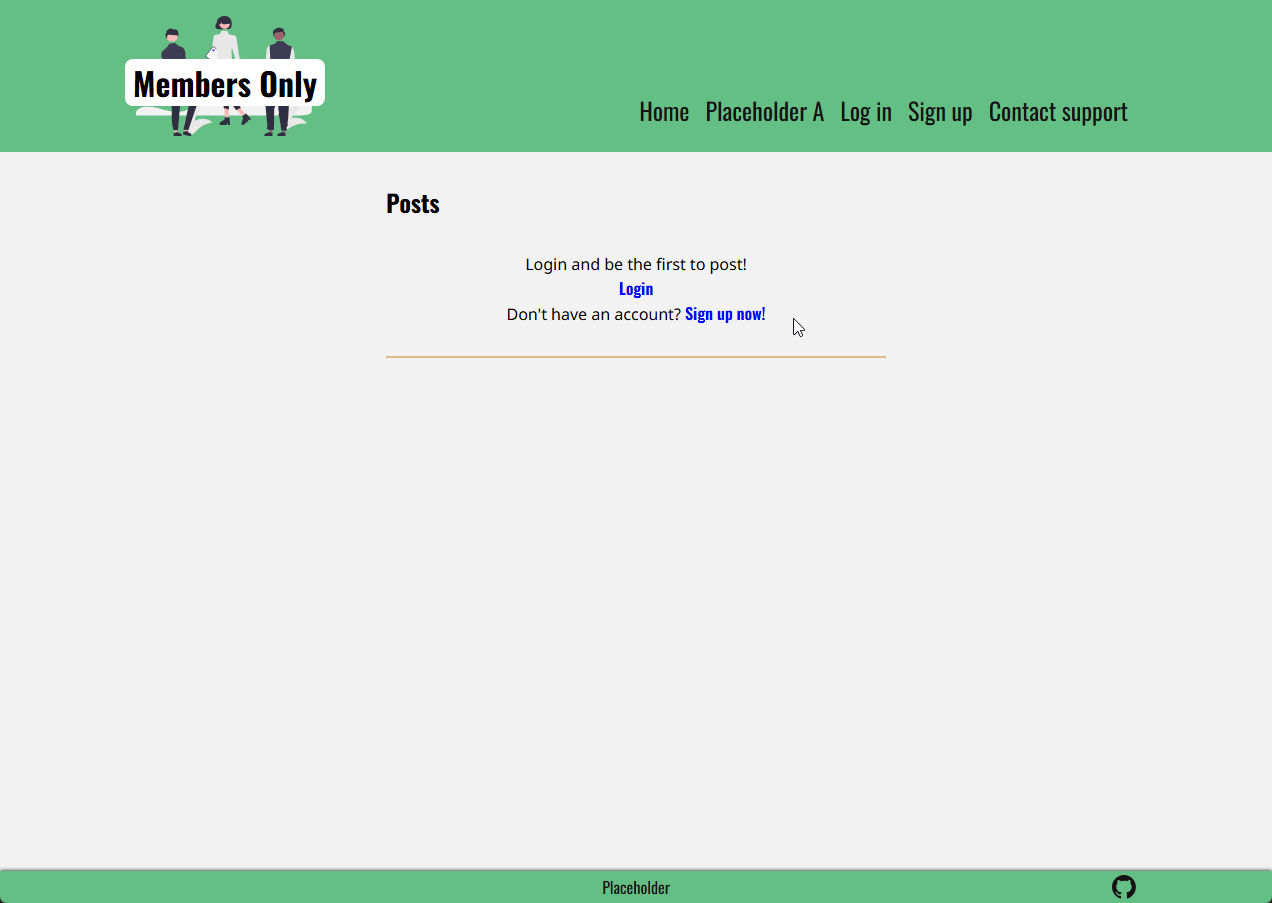 Members Only
Home Placeholder A Log in Sign up Contact support
Posts
Login and be the first to post!
Login
Don't have an account? Sign up now!
Placeholder